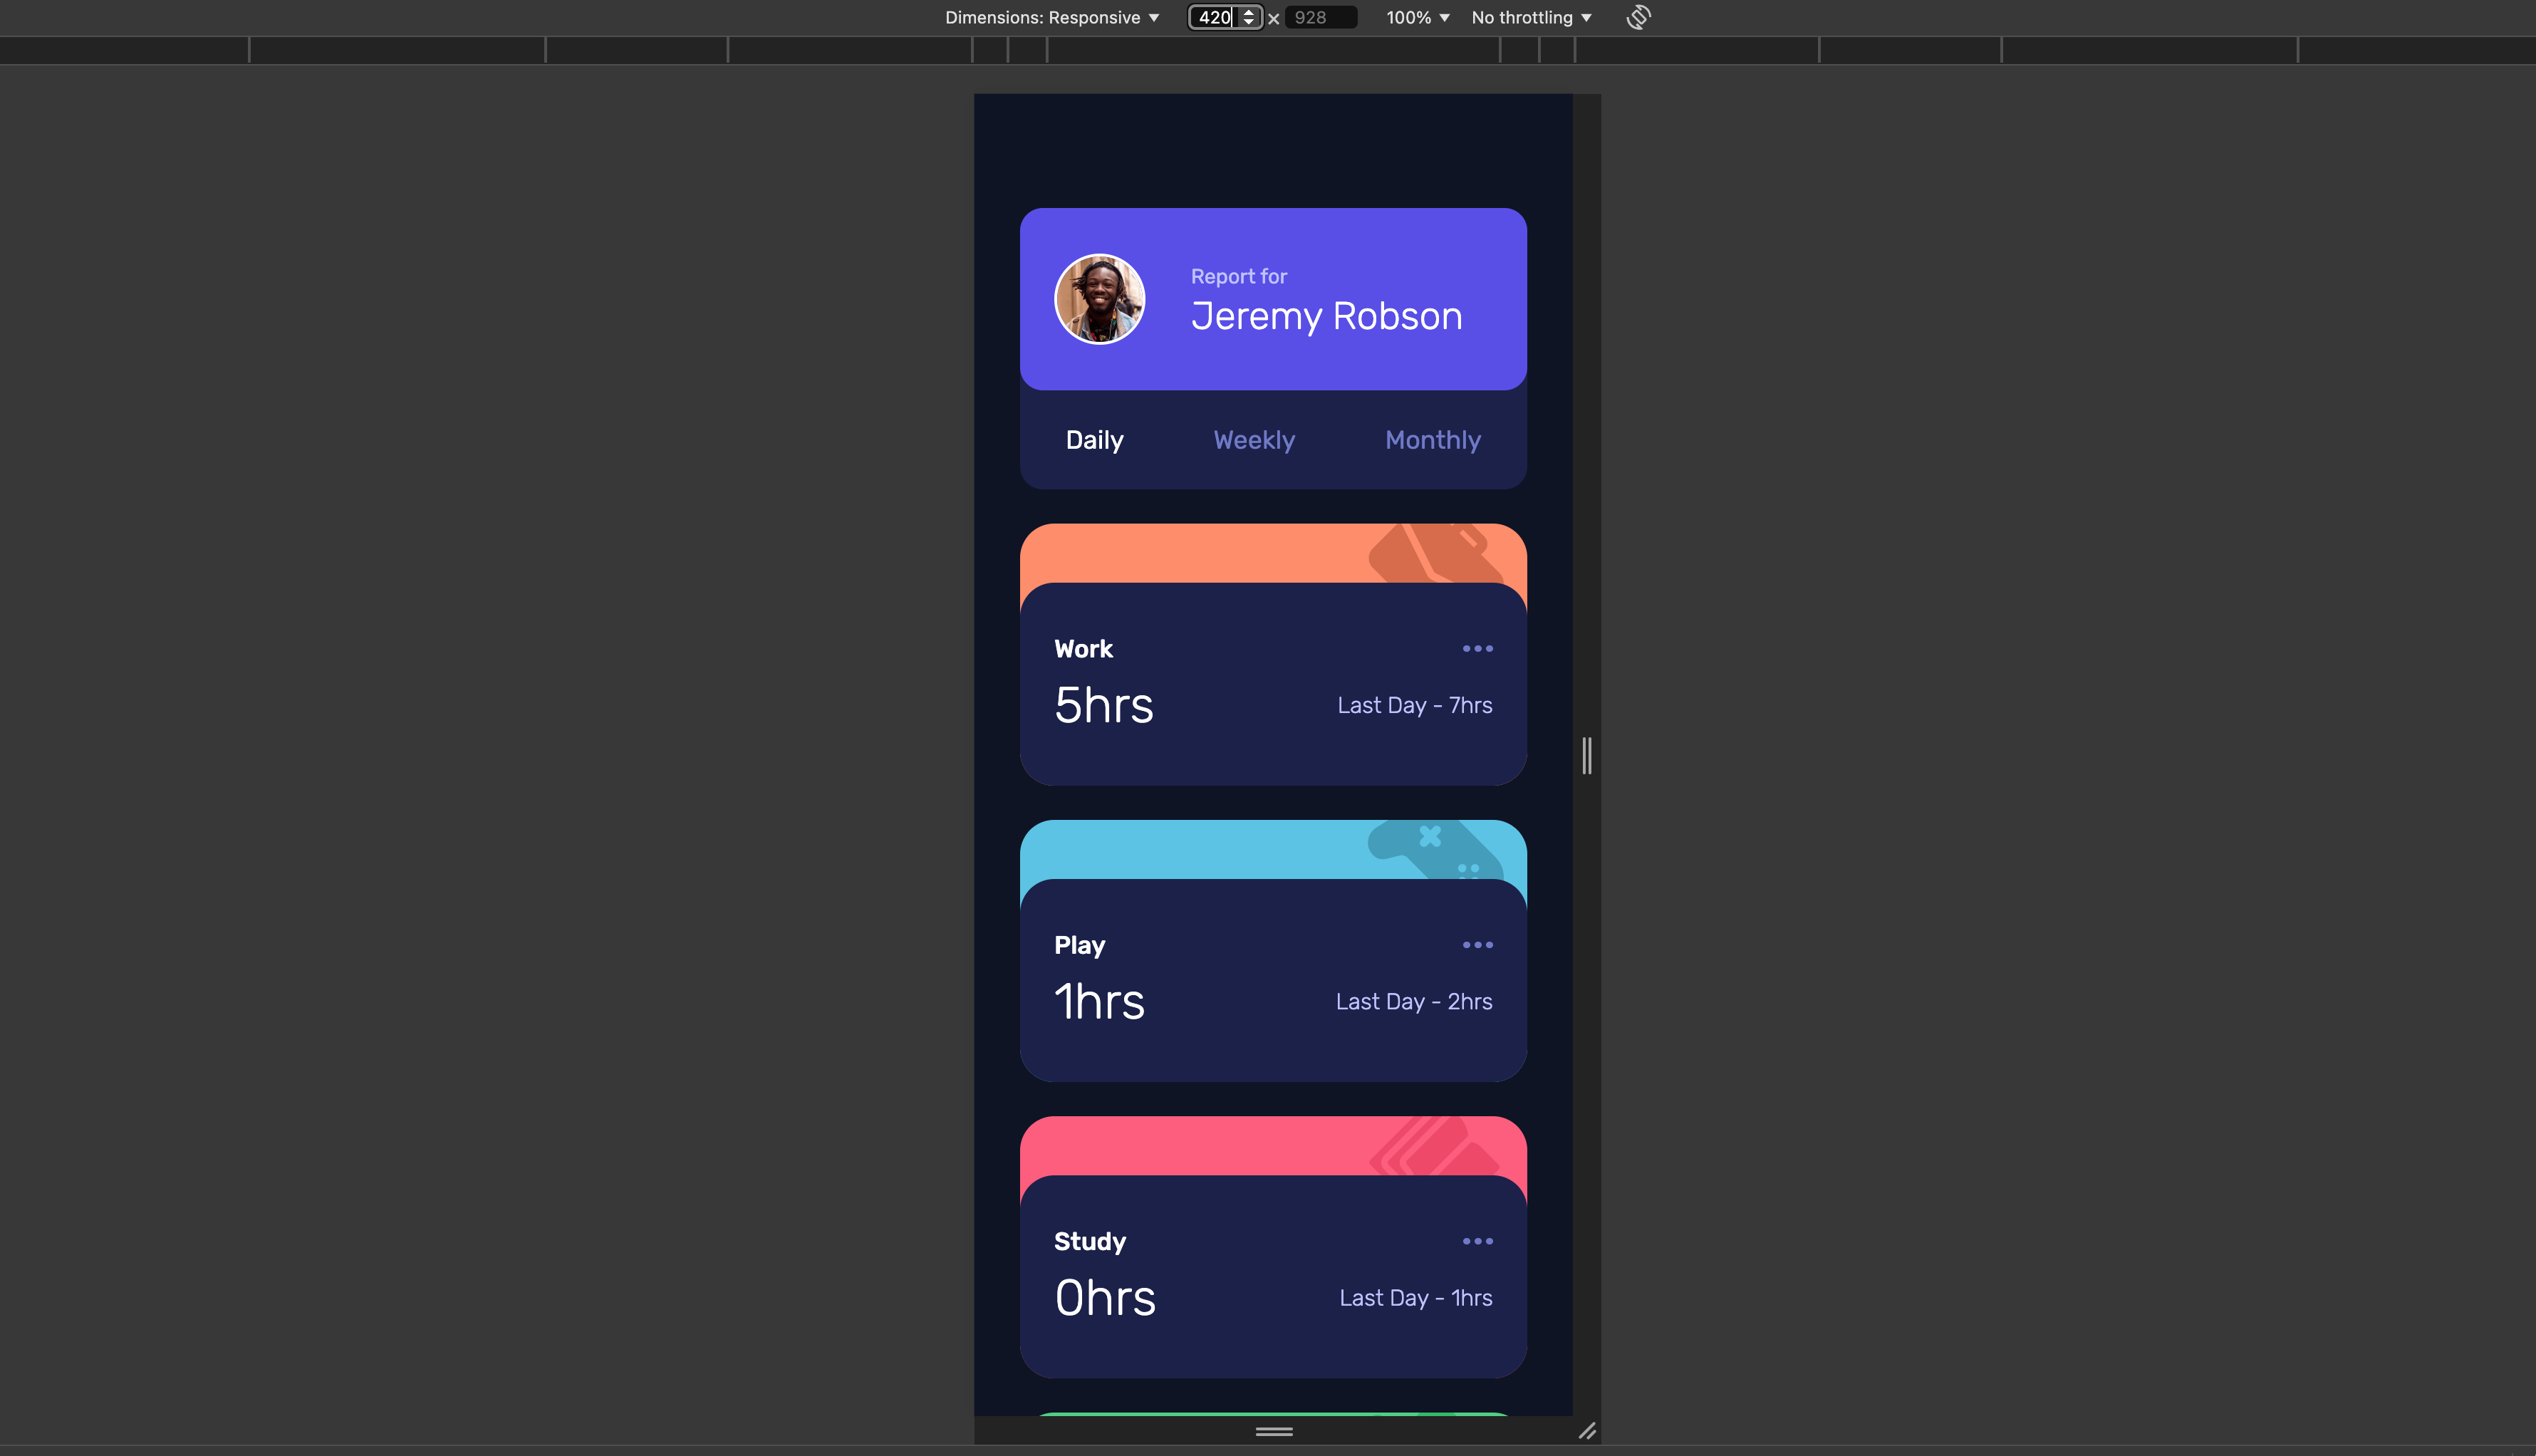 Dimensions: Responsive ▼ 420 × 928 100% ▼ No throttling ▼
Report for
Jeremy Robson
Daily Weekly Monthly
Work
5hrs Last Day - 7hrs
Play
1hrs Last Day - 2hrs
Study
0hrs Last Day - 1hrs